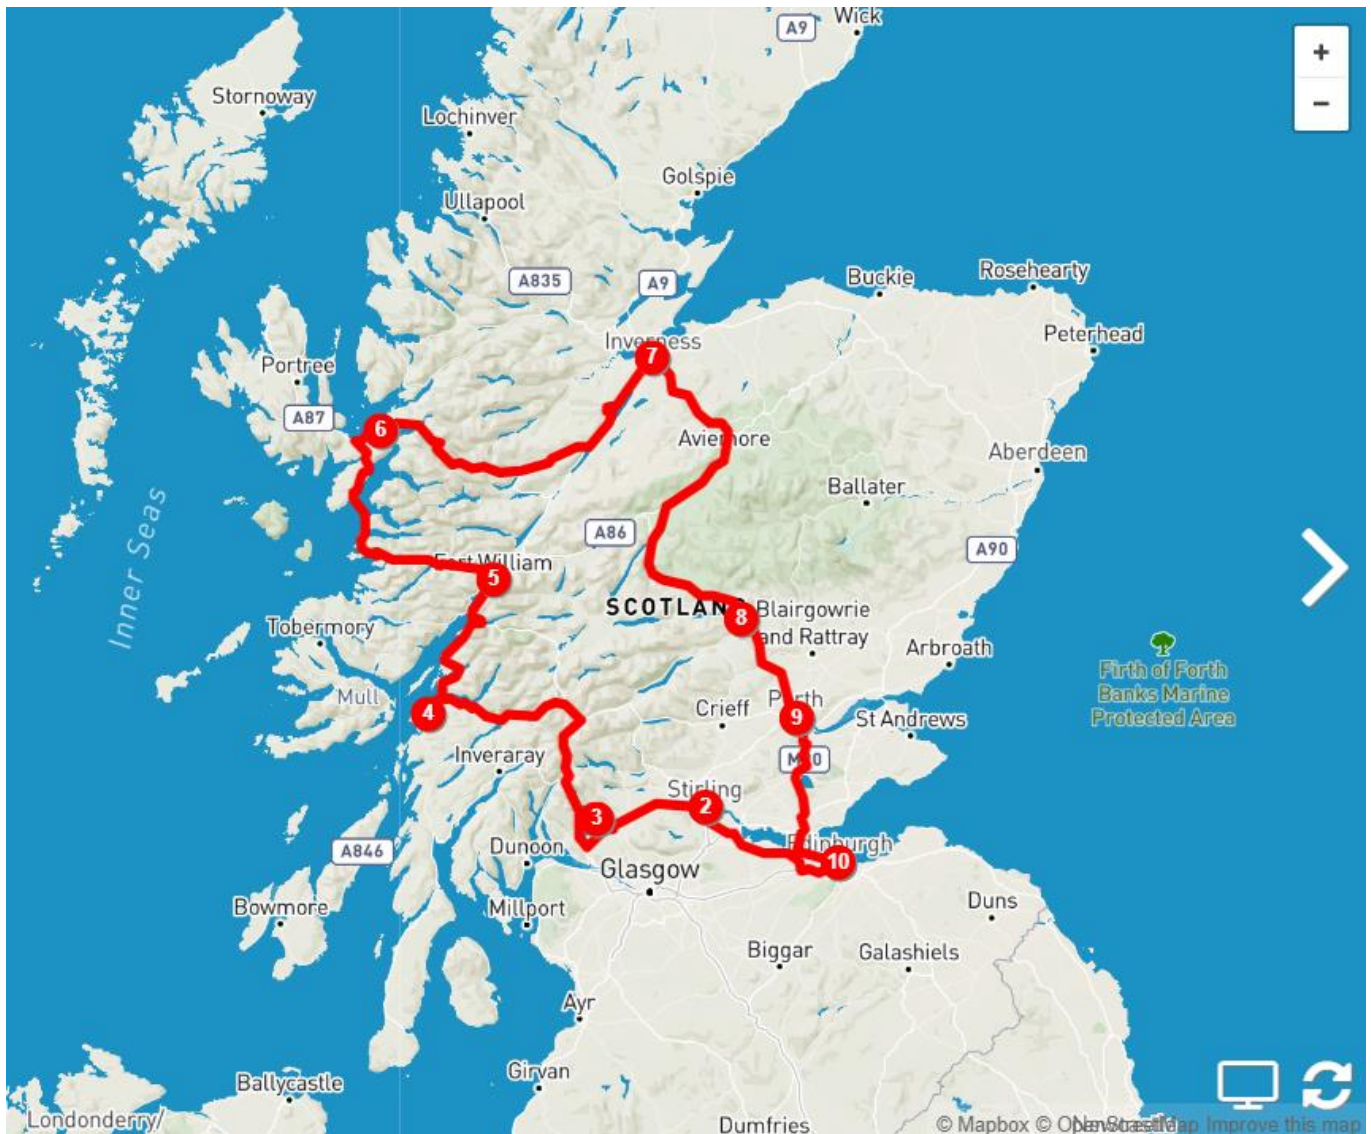 Wick
A9
+
−
Stornoway
Lochinver
Golspie
Ullapool
A835
A9
Buckie
Rosehearty
Peterhead
Inverness
7
Portree
A87
6
Aviemore
Aberdeen
Ballater
Inner Seas
A86
A90
Fort William
5
SCOTLAND
8
Blairgowrie
and Rattray
Tobermory
Arbroath
Firth of Forth
Banks Marine
Protected Area
Mull
4
Crieff
Perth
9
St Andrews
Inveraray
M90
Stirling
2
3
A846
Dunoon
Edinburgh
10
Glasgow
Bowmore
Millport
Duns
Biggar
Galashiels
Ayr
Girvan
Ballycastle
Londonderry/
Dumfries
© Mapbox © OpenStreetMap Improve this map